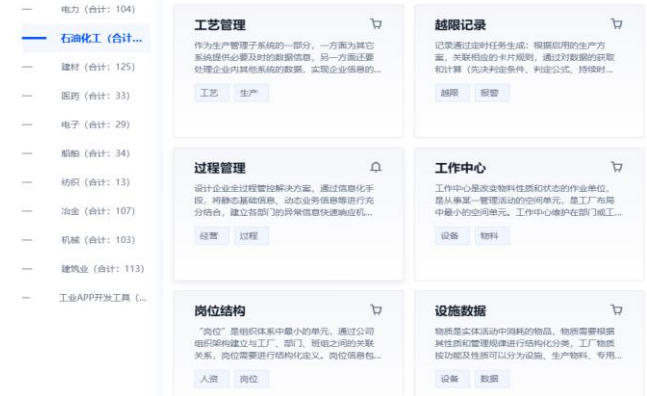 电力（合计：104）
石油化工（合计...
建材（合计：125）
医药（合计：33）
电子（合计：29）
船舶（合计：34）
纺织（合计：13）
冶金（合计：107）
机械（合计：103）
建筑业（合计：113）
工业APP开发工具（...
工艺管理
作为生产管理子系统的一部分，一方面为其它
系统提供必要及时的数据信息，另一方面还要
处理企业内其他系统的数据，实现企业信息的...
工艺 生产
越限记录
记录通过定时任务生成：根据启用的生产方
案，关联相应的卡片规则，通过对数据的获取
和计算（先决判定条件、判定公式、持续时...
越限 报警
过程管理
设计企业全过程管控解决方案，通过信息化手
段，将静态基础信息、动态业务信息等进行充
分结合，建立各部门的异常信息快速响应机...
经营 过程
工作中心
工作中心是改变物料性质和状态的作业单位，
是从事某一管理活动的空间单元，是工厂布局
中最小的空间单元。工作中心维护在部门或工...
设备 物料
岗位结构
“岗位”是组织体系中最小的单元，通过公司
组织架构建立与工厂、部门、班组之间的关联
关系，岗位需要进行结构化定义。岗位信息包...
人资 岗位
设施数据
物质是实体活动中消耗的物品，物质需要根据
其性质和管理规律进行结构化分类，工厂物质
按功能及性质可以分为设施、生产物料、专用...
设备 数据